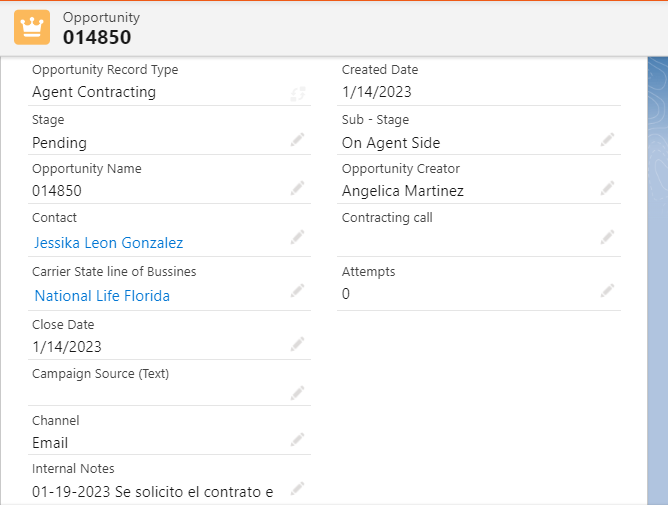 Opportunity
014850
Opportunity Record Type
Agent Contracting
Created Date
1/14/2023
Stage
Pending
Sub - Stage
On Agent Side
Opportunity Name
014850
Opportunity Creator
Angelica Martinez
Contact
Jessika Leon Gonzalez
Contracting call
Carrier State line of Bussines
National Life Florida
Attempts
0
Close Date
1/14/2023
Campaign Source (Text)
Channel
Email
Internal Notes
01-19-2023 Se solicito el contrato e